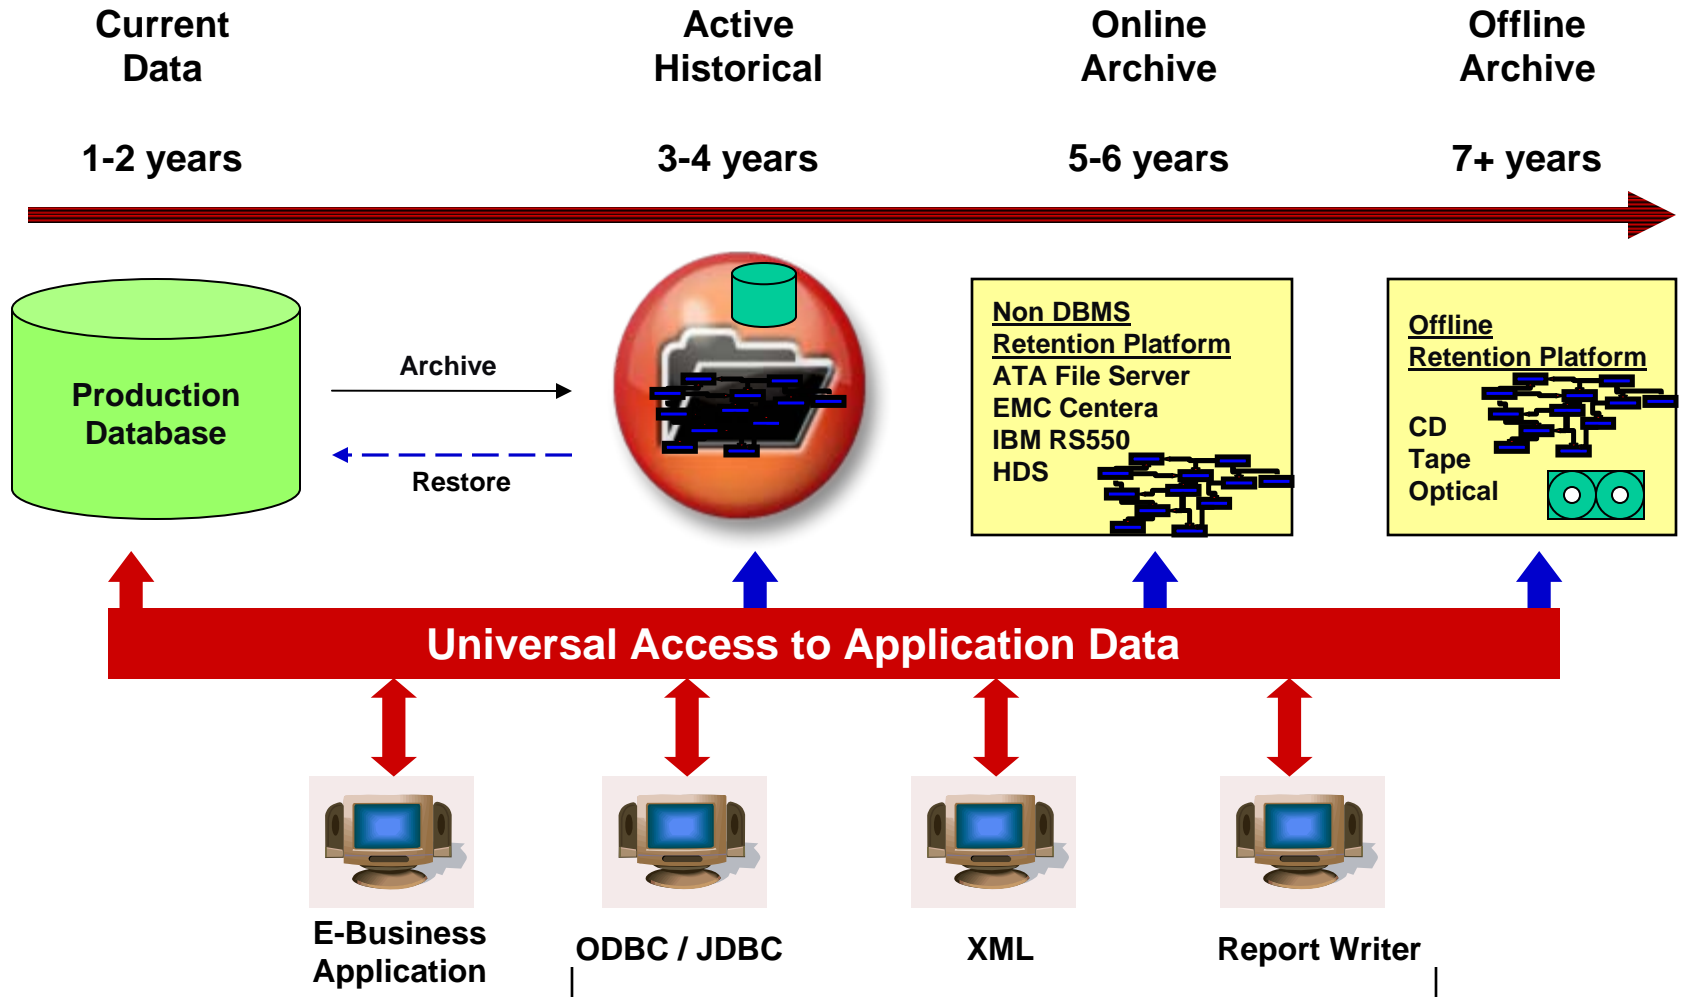 Current
Data
Active
Historical
Online
Archive
Offline
Archive
1-2 years
3-4 years
5-6 years
7+ years
Production
Database
Archive
Restore
Non DBMS
Retention Platform
ATA File Server
EMC Centera
IBM RS550
HDS
Offline
Retention Platform
CD
Tape
Optical
Universal Access to Application Data
E-Business
Application
ODBC / JDBC
XML
Report Writer